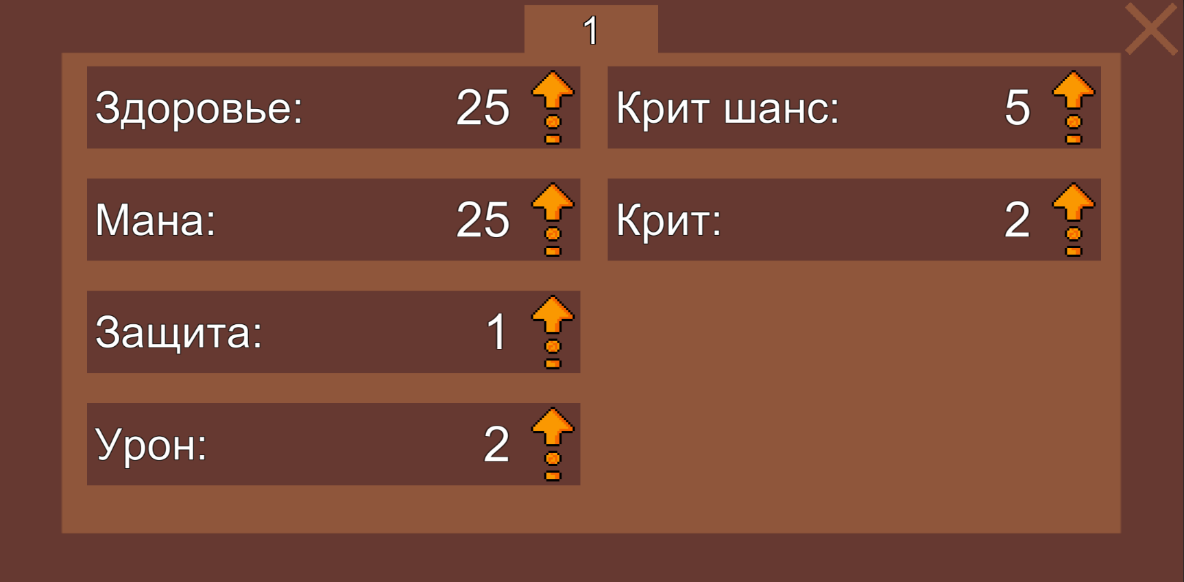 1
Здоровье: 25
Мана: 25
Защита: 1
Урон: 2
Крит шанс: 5
Крит: 2